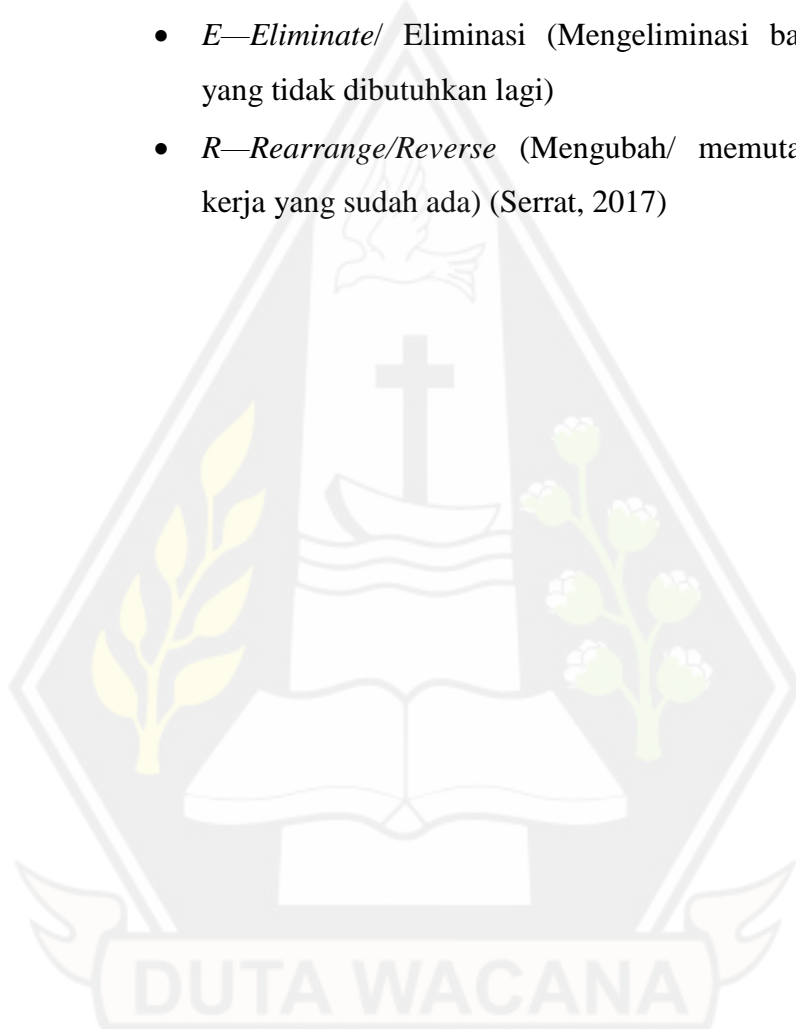 • E—Eliminate/ Eliminasi (Mengeliminasi
yang tidak dibutuhkan lagi)
• R—Rearrange/Reverse (Mengubah/
kerja yang sudah ada) (Serrat, 2017)
DUTA WACANA